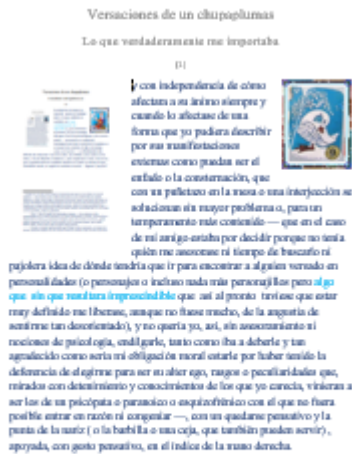 Versaciones de un chupaplumas
Lo que verdaderamente me importaba
[1]
y con independencia de cómo
afectara a su ánimo siempre y
cuando lo afectase de una
forma que yo pudiera describir
por sus manifestaciones
externas como puedan ser el
enfado o la consternación, que
con un puñetazo en la mesa o una interjección se
solucionan sin mayor problema o, para un
temperamento más contenido — que en el caso
de mi amigo estaba por decidir porque no tenía
quién me asesorase ni tiempo de buscarlo ni
pajolera idea de dónde tendría que ir para encontrar a alguien versado en
personalidades (o personajes o incluso nada más personajillos pero algo
que sin que resultara imprescindible que así al pronto tuviese que estar
muy definido me liberase, aunque no fuese mucho, de la angustia de
sentirme tan desorientado), y no quería yo, así, sin asesoramiento ni
nociones de psicología, endilgarle, tanto como iba a deberle y tan
agradecido como sería mi obligación moral estarle por haber tenido la
deferencia de elegirme para ser su alter ego, rasgos o peculiaridades que,
mirados con detenimiento y conocimientos de los que yo carecía, vinieran a
ser los de un psicópata o paranoico o esquizofrénico con el que no fuera
posible entrar en razón ni congeniar —, con un quedarse pensativo y la
punta de la nariz ( o la barbilla o una ceja, que también pueden servir) ,
apoyada, con gesto pensativo, en el índice de la mano derecha.